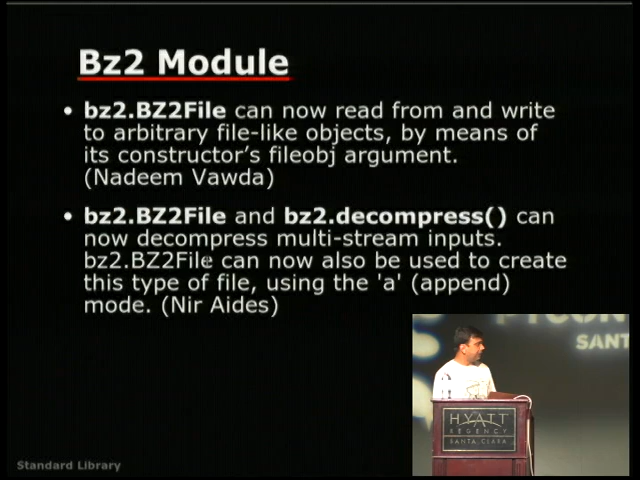 Bz2 Module
• bz2.BZ2File can now read from and write
to arbitrary file-like objects, by means of
its constructor's fileobj argument.
(Nadeem Vawda)
• bz2.BZ2File and bz2.decompress() can
now decompress multi-stream inputs.
bz2.BZ2File can now also be used to create
this type of file, using the 'a' (append)
mode. (Nir Aides)
SANT
HYATT
REGENCY
SANTA CLARA
Standard Library